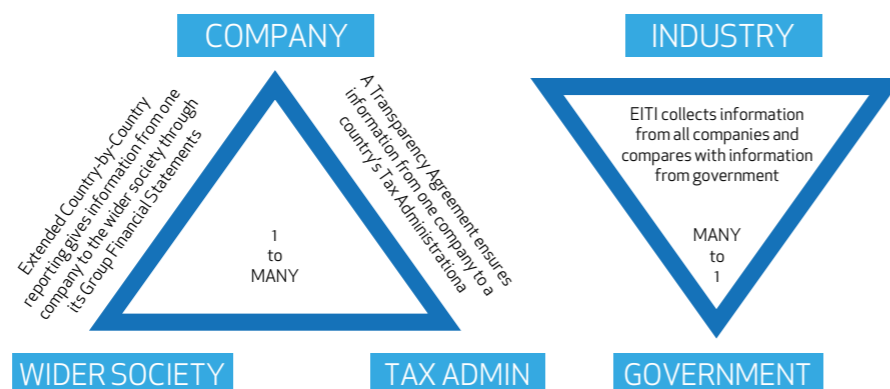 COMPANY
Extended Country-by-Country
reporting gives information from one
company to the wider society through
its Group Financial Statements
A Transparency Agreement ensures
information from one company to a
country's Tax Administrationa
1
to
MANY
WIDER SOCIETY
TAX ADMIN
INDUSTRY
EITI collects information
from all companies and
compares with information
from government
MANY
to
1
GOVERNMENT